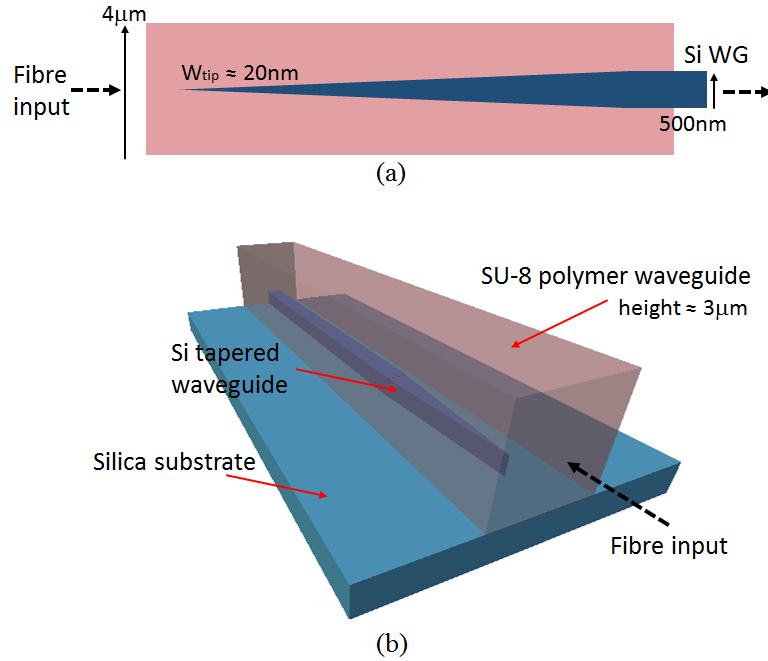 4μm
Fibre
input
Wtip ≈ 20nm
Si WG
500nm
(a)
SU-8 polymer waveguide
height ≈ 3μm
Si tapered
waveguide
Silica substrate
Fibre input
(b)